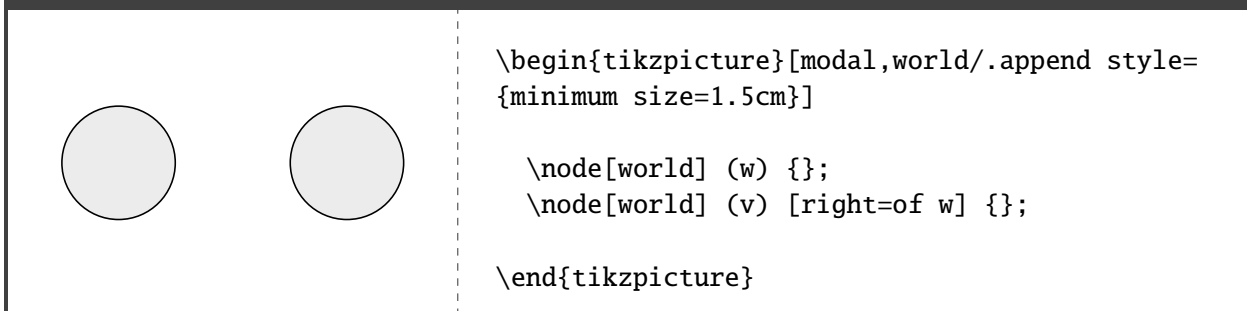 \begin{tikzpicture}[modal,world/.append style=
{minimum size=1.5cm}]
\node[world] (w) {};
\node[world] (v) [right=of w] {};
\end{tikzpicture}